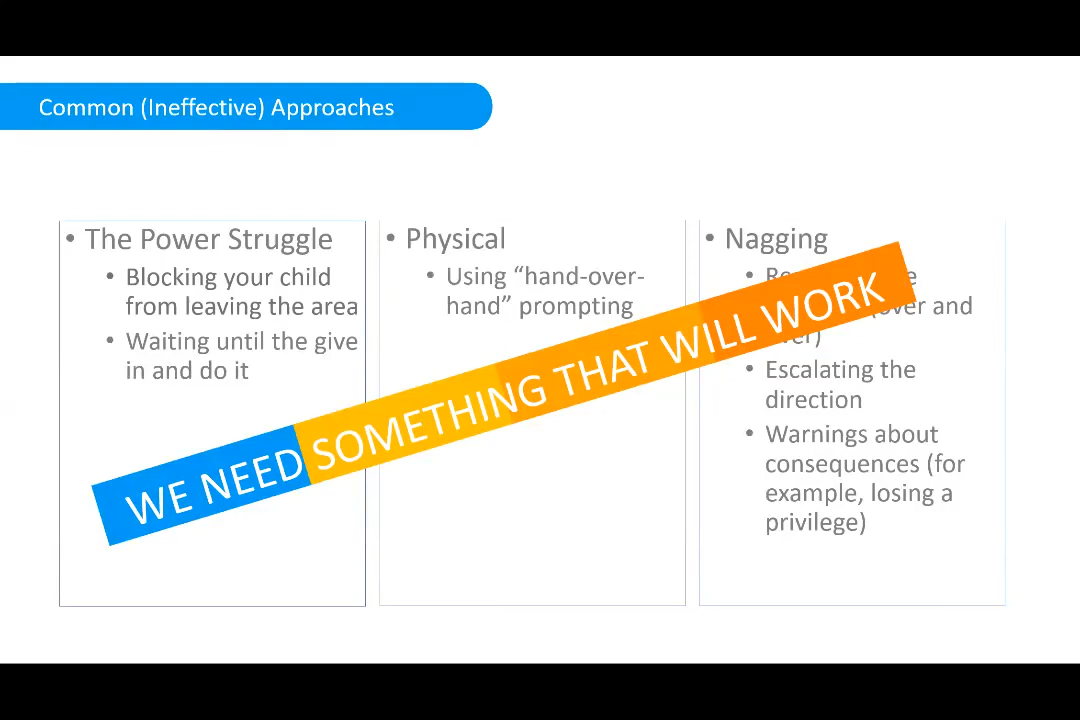 Common (Ineffective) Approaches
• The Power Struggle
• Blocking your child
from leaving the area
• Waiting until the give
in and do it
• Physical
• Using “hand-over-
hand” prompting
• Nagging
(over and
• Escalating the
direction
• Warnings about
consequences (for
example, losing a
privilege)
WE NEED SOMETHING THAT WILL WORK